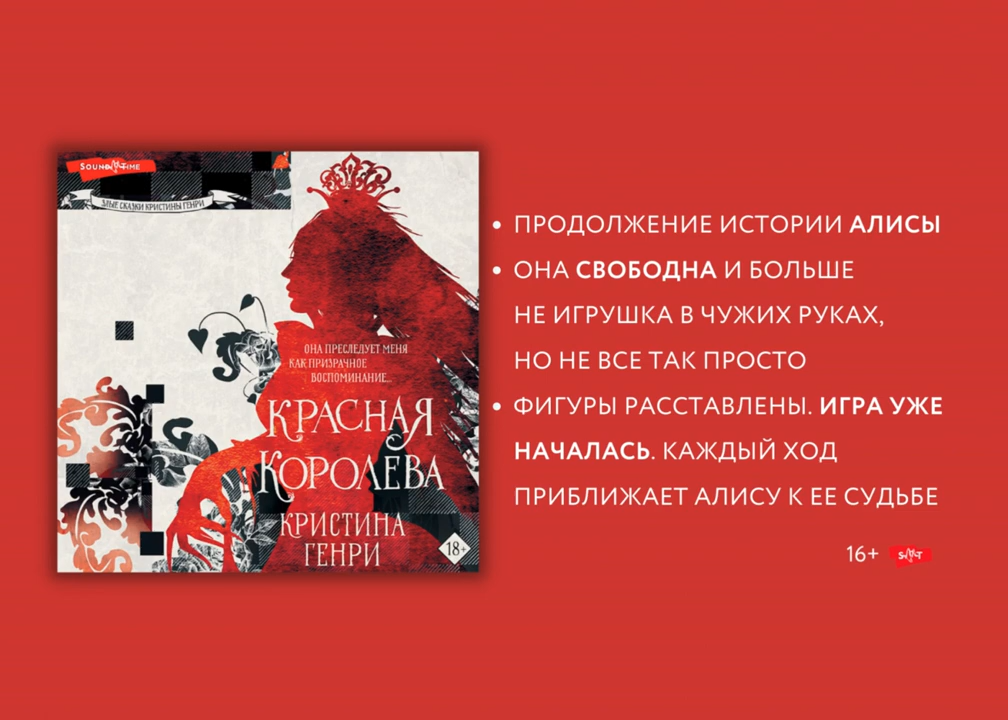 SOUND TIME
ЗЛЫЕ СКАЗКИ КРИСТИНЫ ГЕНРИ
ОНА ПРЕСЛЕДУЕТ МЕНЯ
КАК ПРИЗРАЧНОЕ
ВОСПОМИНАНИЕ...
КРАСНАЯ
КОРОЛЕВА
КРИСТИНА
ГЕНРИ
18+
• ПРОДОЛЖЕНИЕ ИСТОРИИ АЛИСЫ
• ОНА СВОБОДНА И БОЛЬШЕ
НЕ ИГРУШКА В ЧУЖИХ РУКАХ,
НО НЕ ВСЕ ТАК ПРОСТО
• ФИГУРЫ РАССТАВЛЕНЫ. ИГРА УЖЕ
НАЧАЛАСЬ. КАЖДЫЙ ХОД
ПРИБЛИЖАЕТ АЛИСУ К ЕЕ СУДЬБЕ
16+ S T